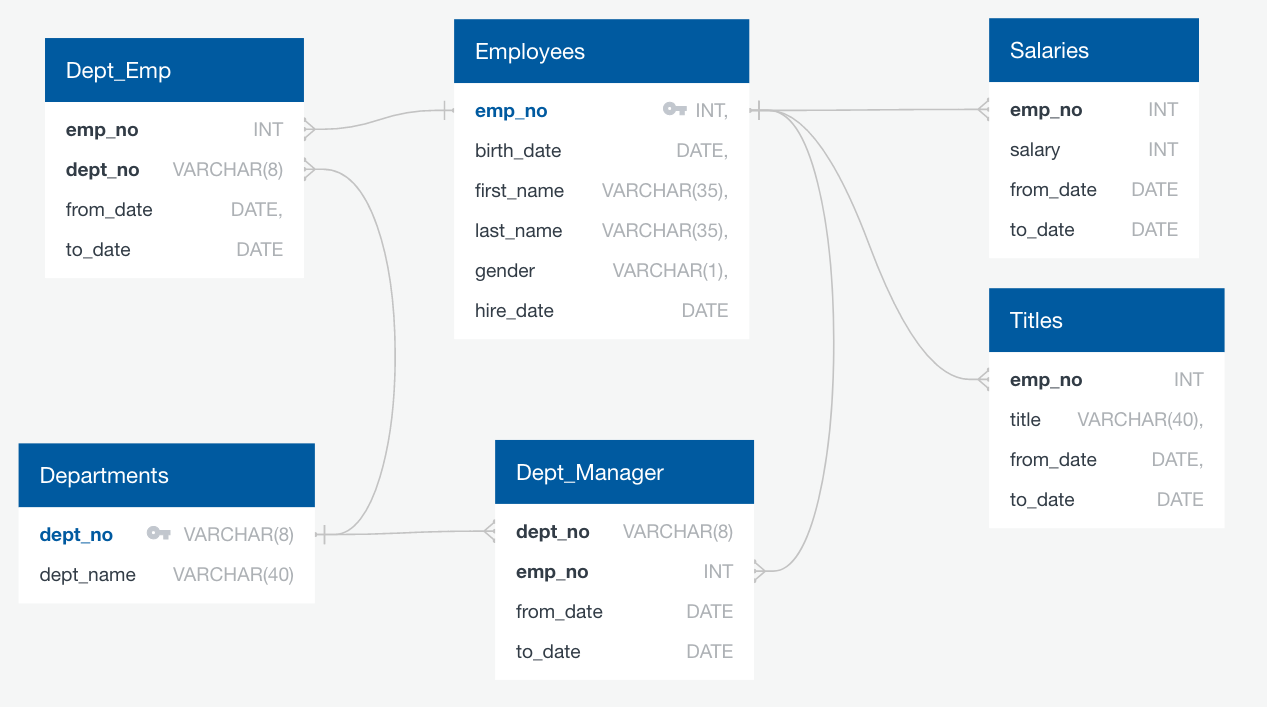 Dept_Emp
emp_no INT
dept_no VARCHAR(8)
from_date DATE,
to_date DATE
Employees
emp_no INT,
birth_date DATE,
first_name VARCHAR(35),
last_name VARCHAR(35),
gender VARCHAR(1),
hire_date DATE
Salaries
emp_no INT
salary INT
from_date DATE
to_date DATE
Titles
emp_no INT
title VARCHAR(40),
from_date DATE,
to_date DATE
Departments
dept_no VARCHAR(8)
dept_name VARCHAR(40)
Dept_Manager
dept_no VARCHAR(8)
emp_no INT
from_date DATE
to_date DATE